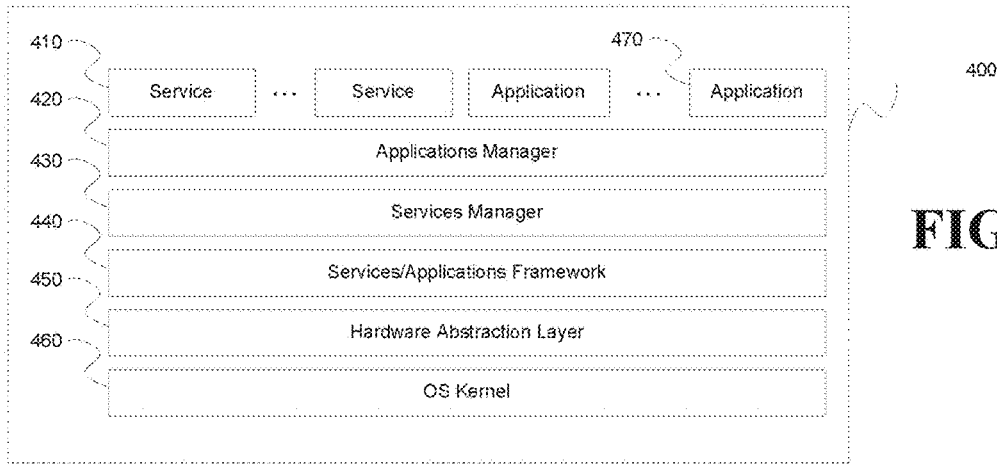 410
470
400
Service ... Service Application ... Application
420
Applications Manager
430
Services Manager
440
Services/Applications Framework
450
Hardware Abstraction Layer
460
OS Kernel
FIG